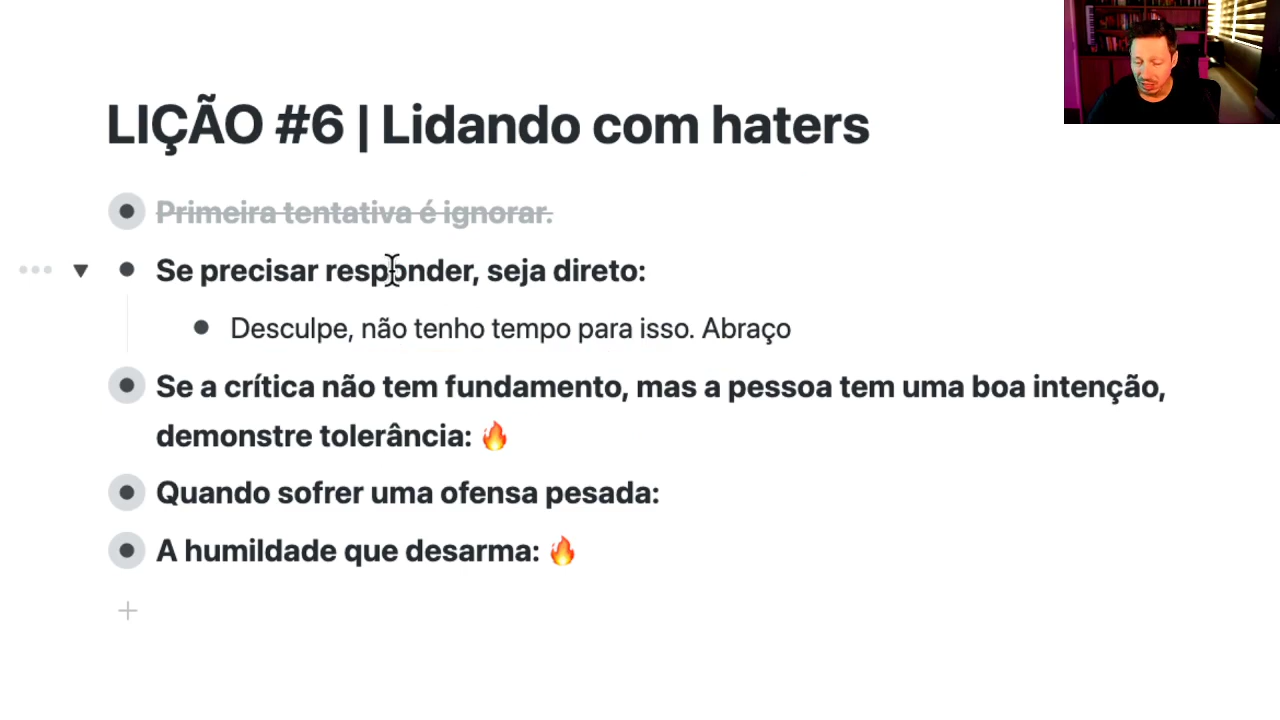 LIÇÃO #6 | Lidando com haters
Primeira tentativa é ignorar.
Se precisar responder, seja direto:
Desculpe, não tenho tempo para isso. Abraço
Se a crítica não tem fundamento, mas a pessoa tem uma boa intenção,
demonstre tolerância: 🔥
Quando sofrer uma ofensa pesada:
A humildade que desarma: 🔥